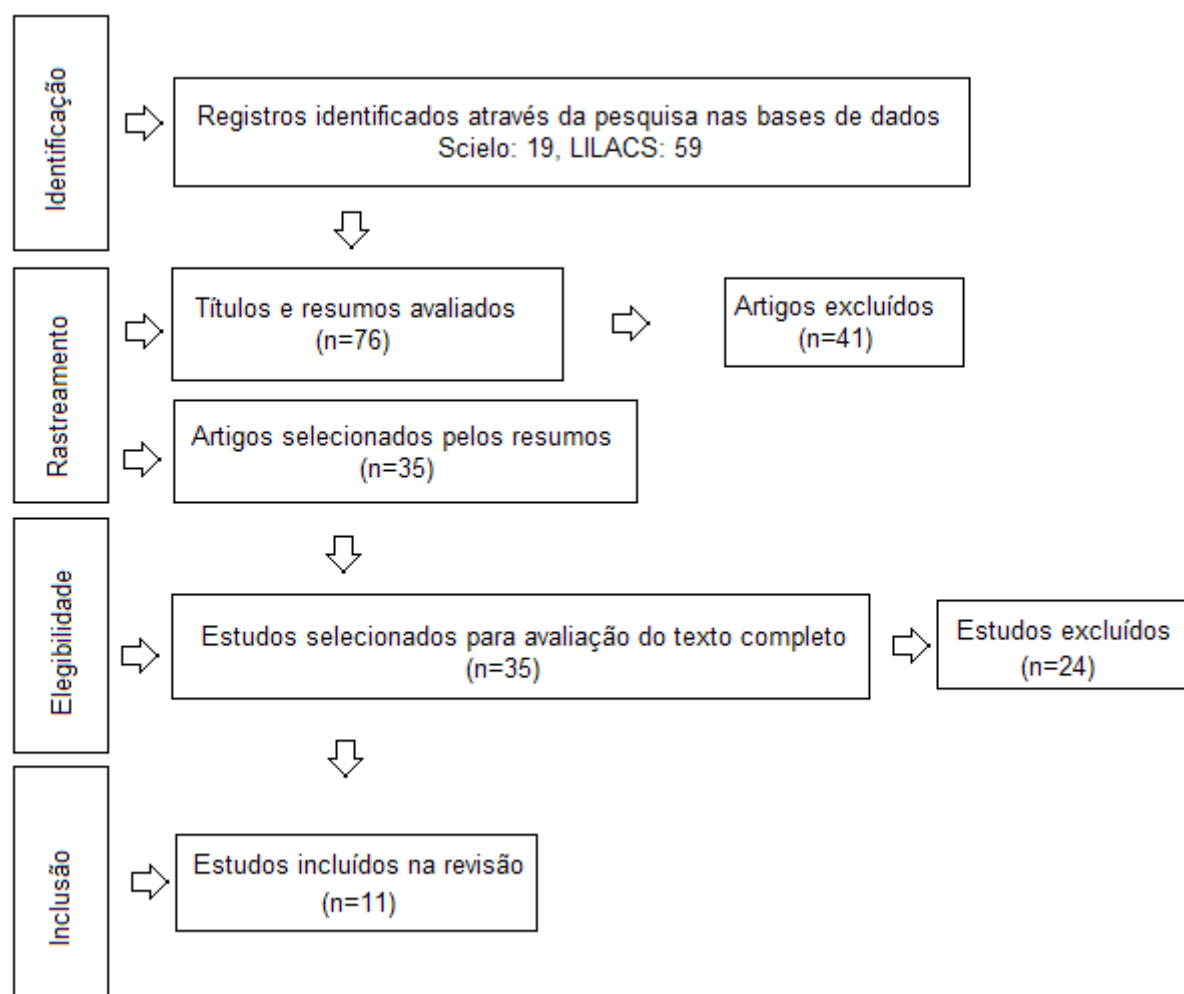 Identificação
Registros identificados através da pesquisa nas bases de dados
Scielo: 19, LILACS: 59
Rastreamento
Títulos e resumos avaliados
(n=76)
Artigos excluídos
(n=41)
Artigos selecionados pelos resumos
(n=35)
Elegibilidade
Estudos selecionados para avaliação do texto completo
(n=35)
Estudos excluídos
(n=24)
Inclusão
Estudos incluídos na revisão
(n=11)